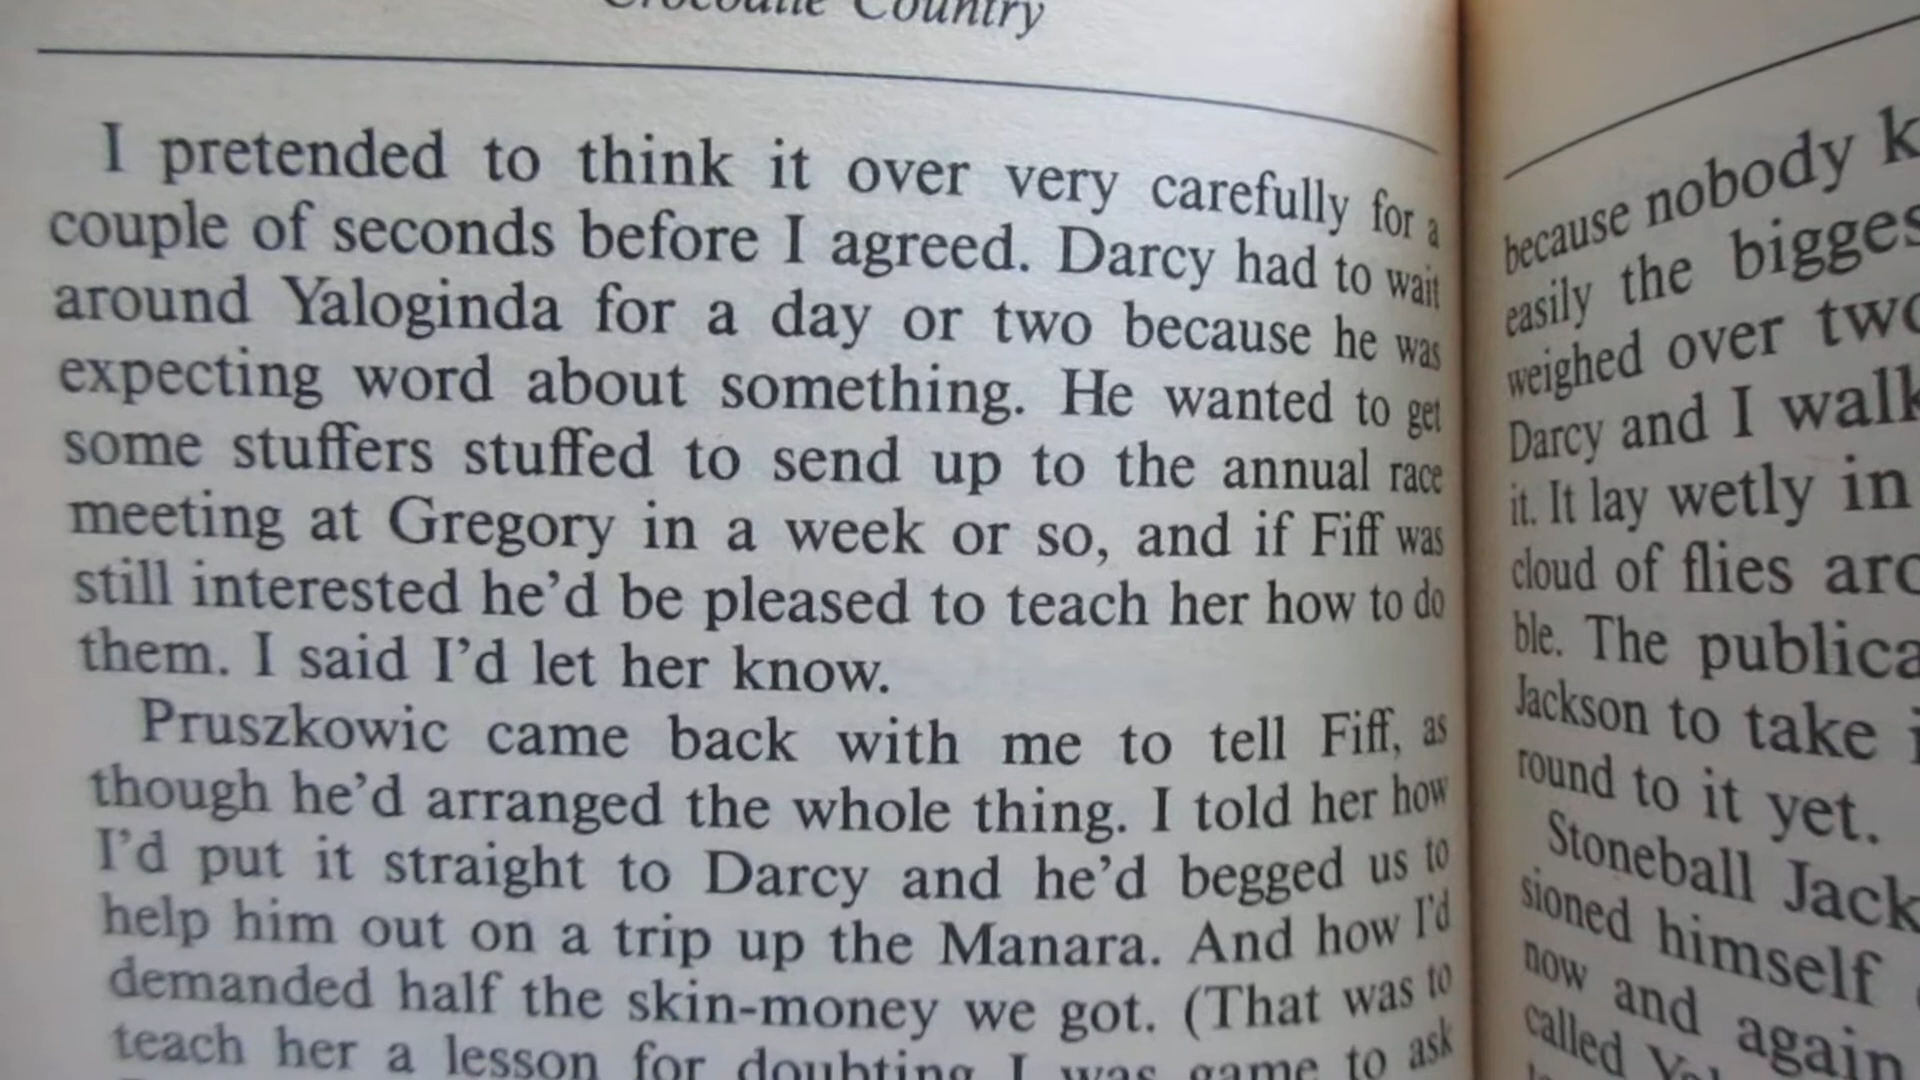 Crocodile Country
I pretended to think it over very carefully for a
couple of seconds before I agreed. Darcy had to wait
around Yaloginda for a day or two because he was
expecting word about something. He wanted to get
some stuffers stuffed to send up to the annual race
meeting at Gregory in a week or so, and if Fiff was
still interested he'd be pleased to teach her how to do
them. I said I'd let her know.
Pruszkowic came back with me to tell Fiff, as
though he'd arranged the whole thing. I told her how
I'd put it straight to Darcy and he'd begged us to
help him out on a trip up the Manara. And how I'd
demanded half the skin-money we got. (That was to
teach her a lesson for doubting I was game to ask
because nobody
easily the
weighed over
Darcy and I
it. It lay wetly in
cloud of flies
ble. The
Jackson to take
round to it yet.
Stoneball
sioned himself
now and again
called